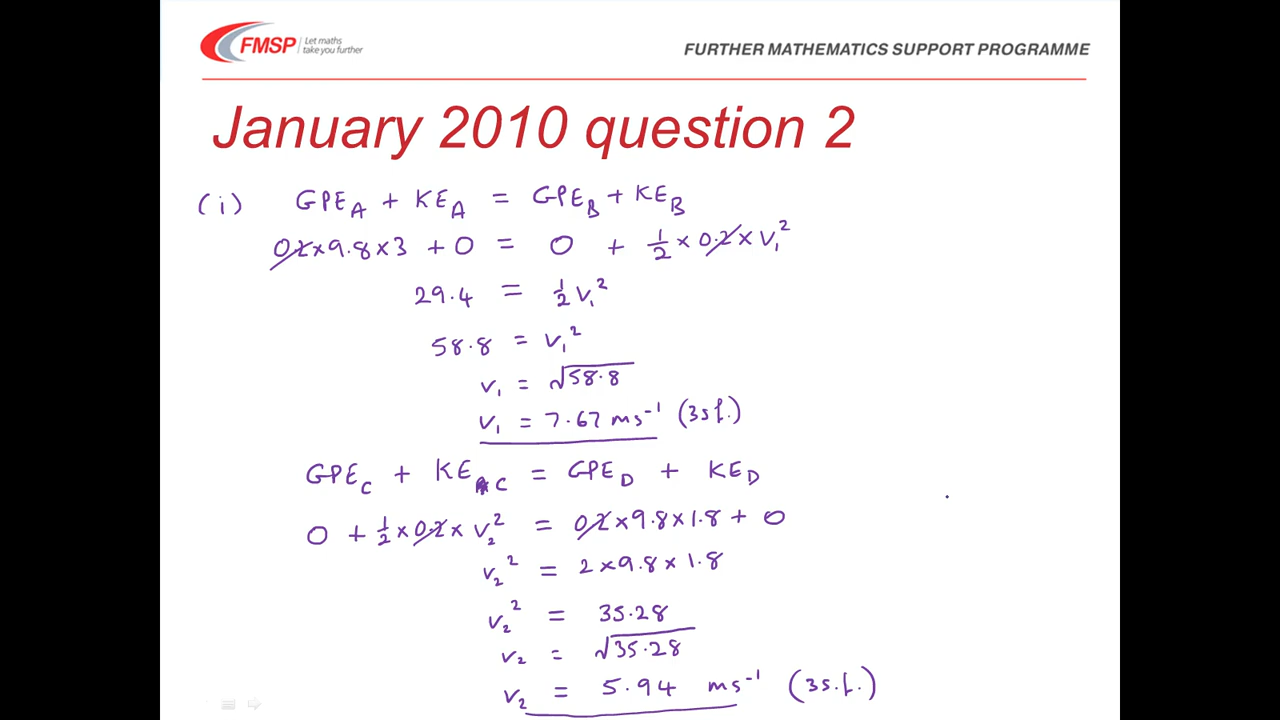 FMSP Let maths
take you further
FURTHER MATHEMATICS SUPPORT PROGRAMME
January 2010 question 2
(i) GPE_A + KE_A = GPE_B + KE_B
0.2 × 9.8 × 3 + 0 = 0 + ½ × 0.2 × v₁²
29.4 = ½ v₁²
58.8 = v₁²
v₁ = √58.8
v₁ = 7.67 ms⁻¹ (3s.f.)
GPE_C + KE_C = GPE_D + KE_D
0 + ½ × 0.2 × v₂² = 0.2 × 9.8 × 1.8 + 0
v₂² = 2 × 9.8 × 1.8
v₂² = 35.28
v₂ = √35.28
v₂ = 5.94 ms⁻¹ (3s.f.)